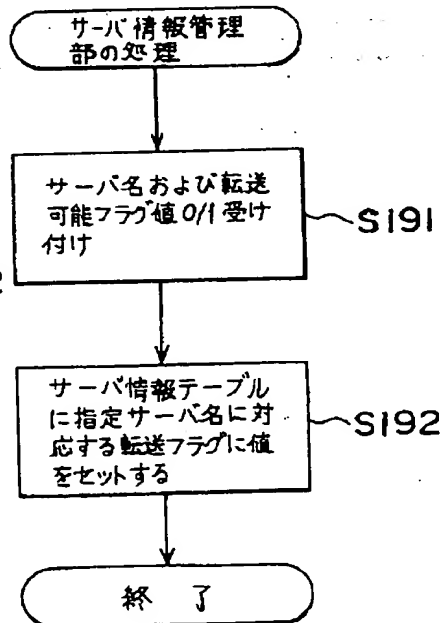 サーバ情報管理
部の処理
サーバ名および転送
可能フラグ値0/1受け
付け
S191
サーバ情報テーブル
に指定サーバ名に対
応する転送フラグに値
をセットする
S192
終了